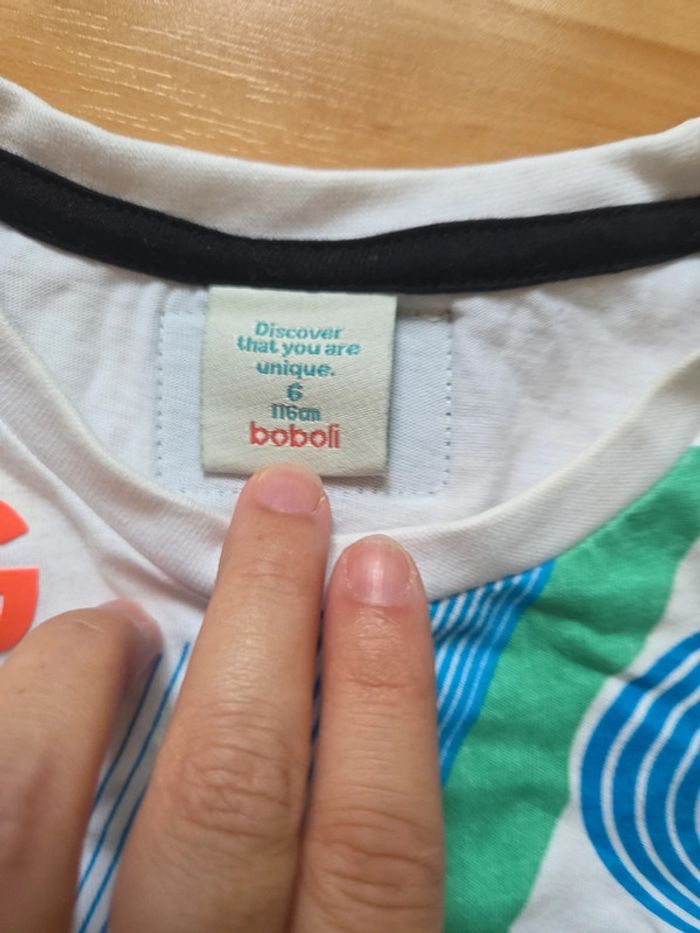 Discover
that you are
unique.
6
116cm
boboli